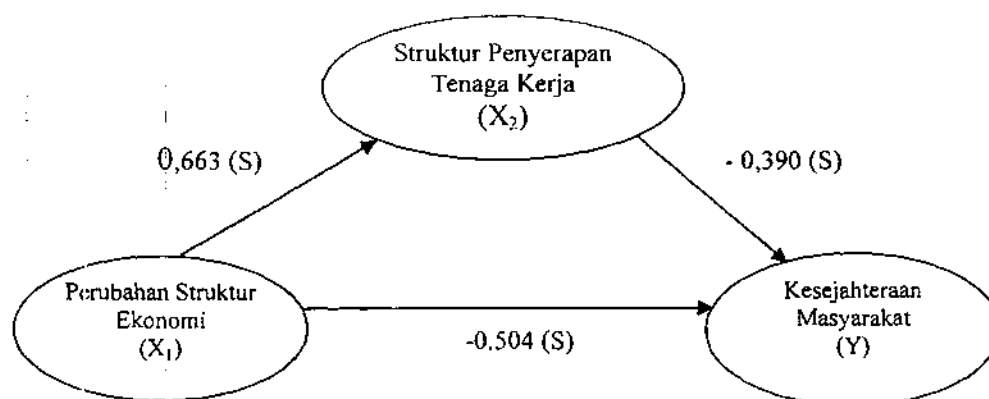 Struktur Penyerapan
Tenaga Kerja
(X₂)
0,663 (S)
- 0,390 (S)
Perubahan Struktur
Ekonomi
(X₁)
-0.504 (S)
Kesejahteraan
Masyarakat
(Y)